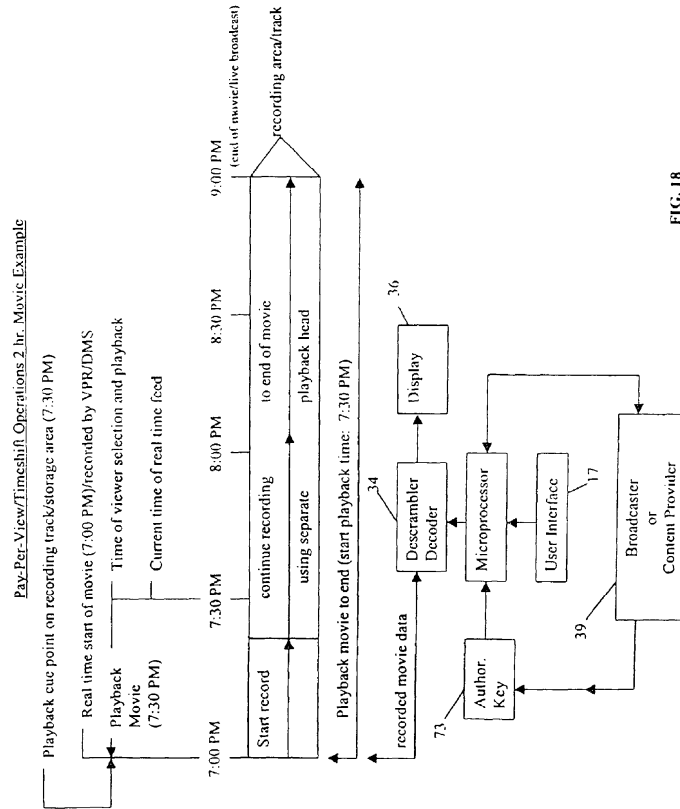 Pay-Per-View/Timeshift Operations 2 hr. Movie Example
Playback cue point on recording track/storage area (7:30 PM)
Real time start of movie (7:00 PM)/recorded by VPR/DMS
Playback
Movie
(7:30 PM)
Time of viewer selection and playback
Current time of real time feed
7:00 PM
7:30 PM
8:00 PM
8:30 PM
9:00 PM
(end of movie/live broadcast)
Start record
continue recording
to end of movie
using separate
playback head
recording area/track
Playback movie to end (start playback time: 7:30 PM)
recorded movie data
34
Descrambler
Decoder
36
Display
73
Author.
Key
Microprocessor
User Interface
17
39
Broadcaster
or
Content Provider
FIG. 18